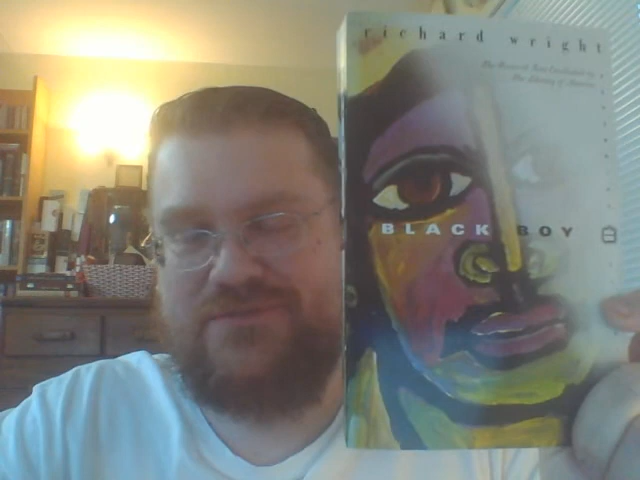 richard wright
The Restored Text Established by
The Library of America
BLACK BOY